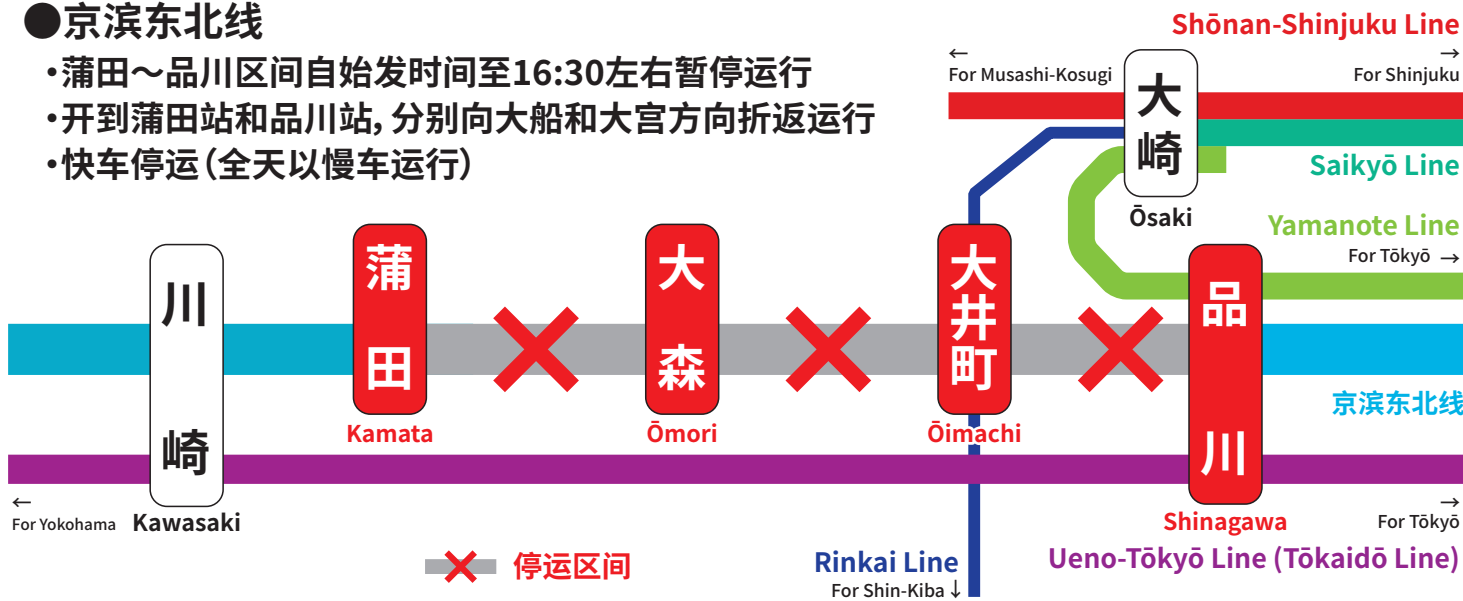 ●京滨东北线
・蒲田～品川区间自始发时间至16:30左右暂停运行
・开到蒲田站和品川站，分别向大船和大宫方向折返运行
・快车停运（全天以慢车运行）
Shōnan-Shinjuku Line
←
For Musashi-Kosugi
→
For Shinjuku
大崎
Ōsaki
Saikyō Line
Yamanote Line
For Tōkyō →
川崎
Kawasaki
蒲田
Kamata
大森
Ōmori
大井町
Ōimachi
品川
Shinagawa
京滨东北线
←
For Yokohama
→
For Tōkyō
停运区间
Rinkai Line
For Shin-Kiba ↓
Ueno-Tōkyō Line (Tōkaidō Line)